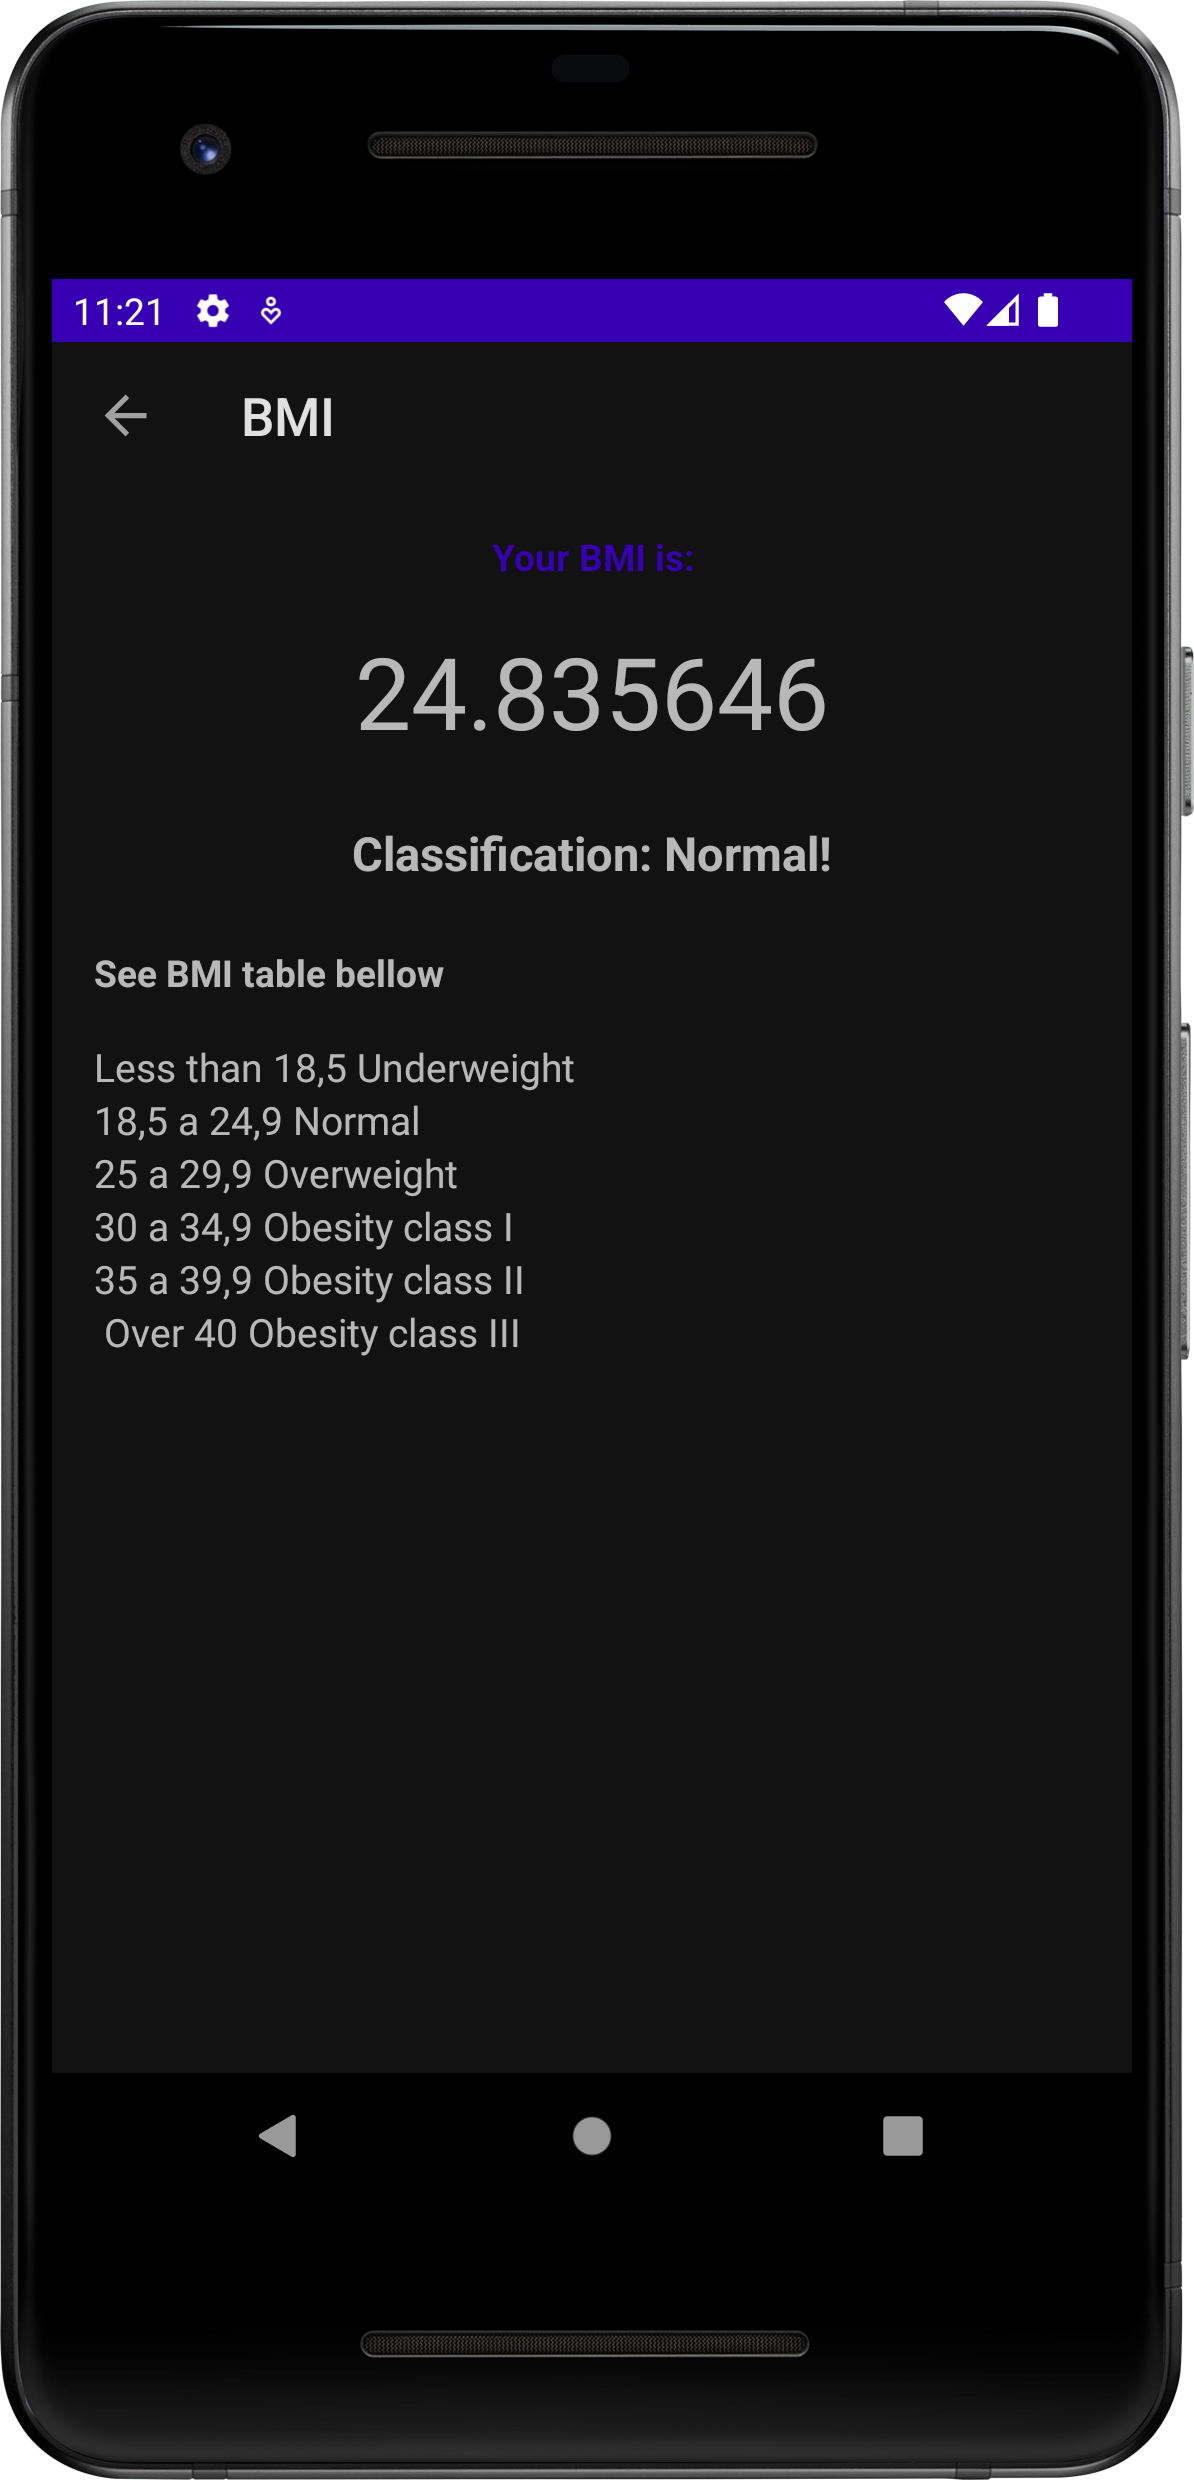 11:21
BMI
Your BMI is:
24.835646
Classification: Normal!
See BMI table bellow
Less than 18,5 Underweight
18,5 a 24,9 Normal
25 a 29,9 Overweight
30 a 34,9 Obesity class I
35 a 39,9 Obesity class II
Over 40 Obesity class III